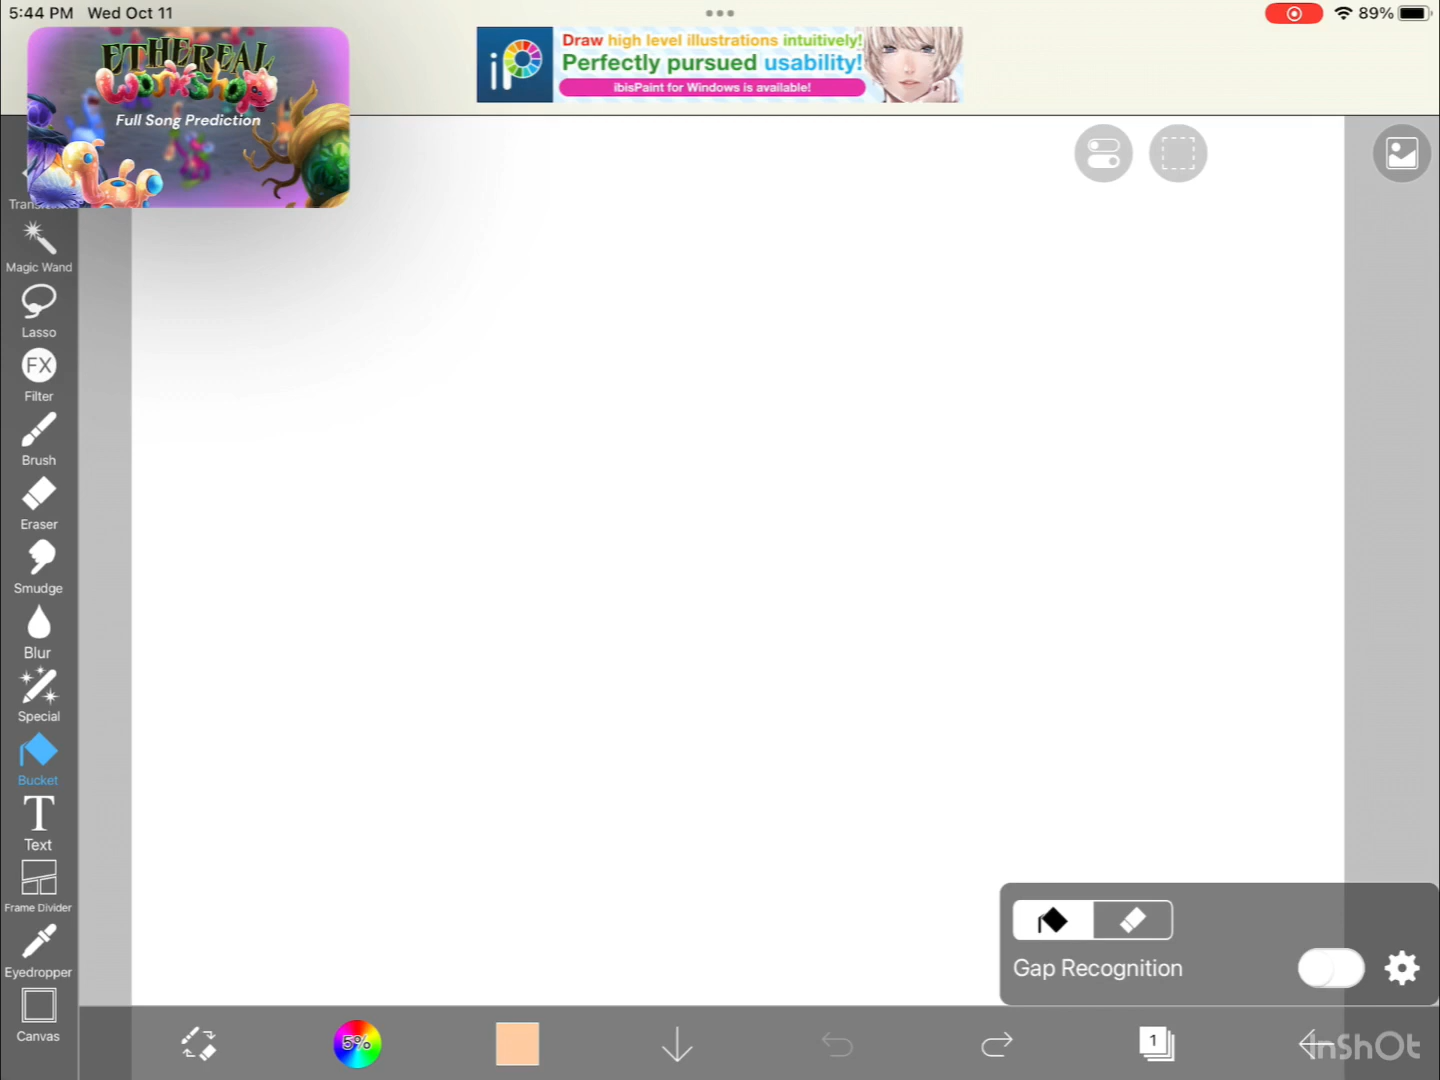 5:44 PM Wed Oct 11
89%
ETHEREAL
Workshop
Full Song Prediction
iP
Draw high level illustrations intuitively!
Perfectly pursued usability!
ibisPaint for Windows is available!
Magic Wand
Lasso
FX
Filter
Brush
Eraser
Smudge
Blur
Special
Bucket
T
Text
Frame Divider
Eyedropper
Canvas
Gap Recognition
5%
1
InShOt